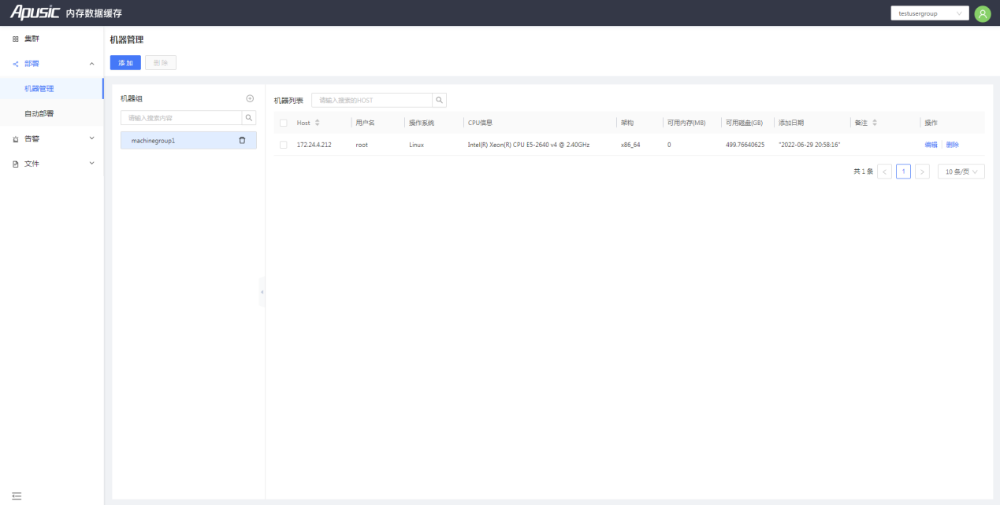 Apusic 内存数据缓存
testusergroup
集群
部署
机器管理
自动部署
告警
文件
机器管理
添加
删除
机器组
请输入搜索内容
machinegroup1
机器列表
请输入搜索的HOST
Host 用户名 操作系统 CPU信息 架构 可用内存(MB) 可用磁盘(GB) 添加日期 备注 操作
172.24.4.212 root Linux Intel(R) Xeon(R) CPU E5-2640 v4 @ 2.40GHz x86_64 0 499.76640625 "2022-06-29 20:58:16" 编辑 删除
共 1 条 < 1 > 10 条/页